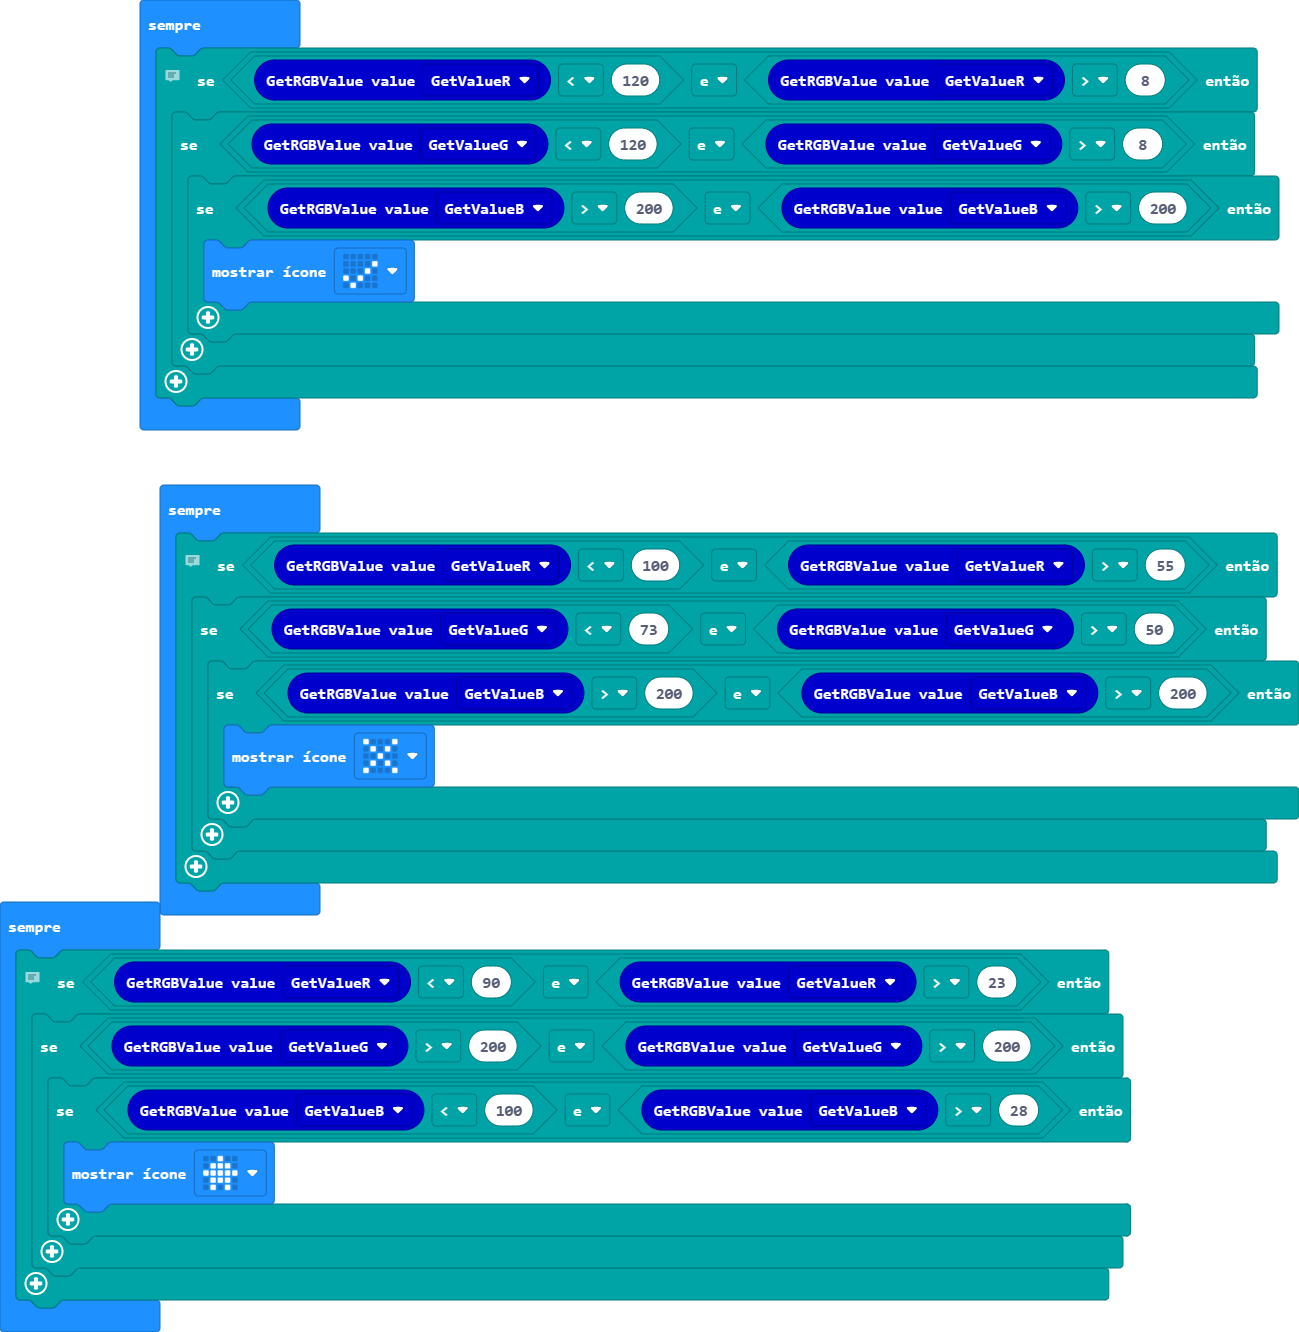 sempre
se GetRGBValue value GetValueR < 120 e GetRGBValue value GetValueR > 8 então
se GetRGBValue value GetValueG < 120 e GetRGBValue value GetValueG > 8 então
se GetRGBValue value GetValueB > 200 e GetRGBValue value GetValueB > 200 então
mostrar ícone
sempre
se GetRGBValue value GetValueR < 100 e GetRGBValue value GetValueR > 55 então
se GetRGBValue value GetValueG < 73 e GetRGBValue value GetValueG > 50 então
se GetRGBValue value GetValueB > 200 e GetRGBValue value GetValueB > 200 então
mostrar ícone
sempre
se GetRGBValue value GetValueR < 90 e GetRGBValue value GetValueR > 23 então
se GetRGBValue value GetValueG > 200 e GetRGBValue value GetValueG > 200 então
se GetRGBValue value GetValueB < 100 e GetRGBValue value GetValueB > 28 então
mostrar ícone